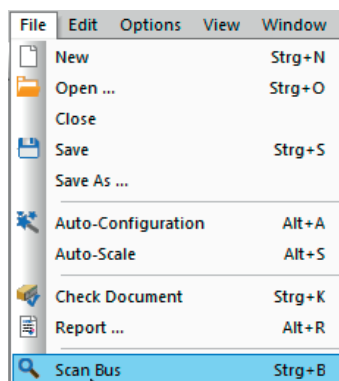 File Edit Options View Window
New Strg+N
Open ... Strg+O
Close
Save Strg+S
Save As ...
Auto-Configuration Alt+A
Auto-Scale Alt+S
Check Document Strg+K
Report ... Alt+R
Scan Bus Strg+B